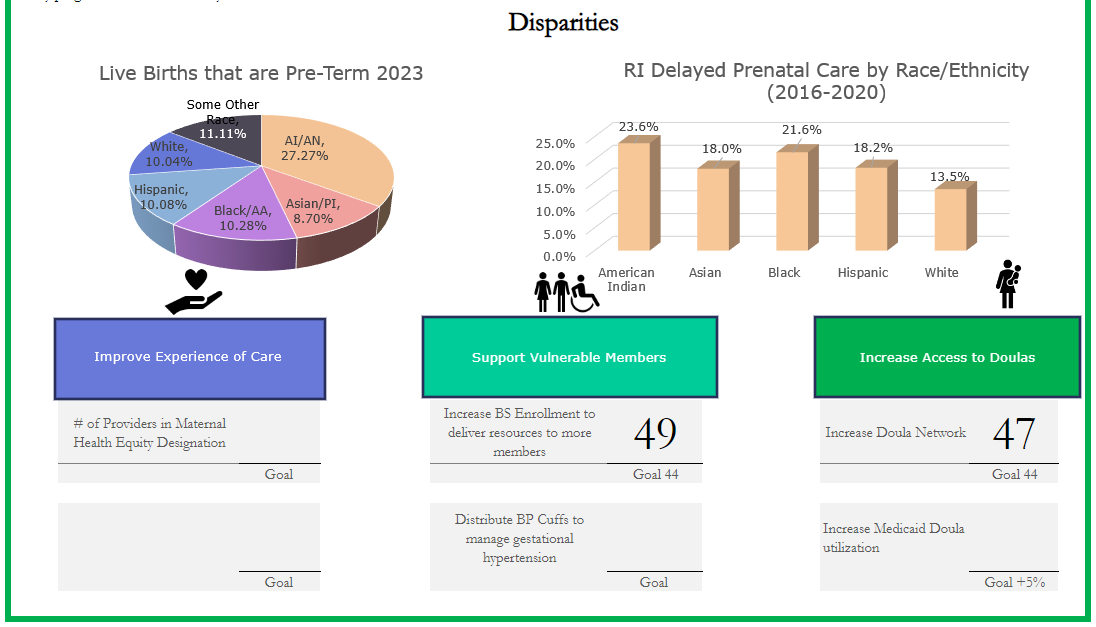 Disparities
Live Births that are Pre-Term 2023
Some Other
Race,
11.11%
AI/AN,
27.27%
White,
10.04%
Hispanic,
10.08%
Black/AA,
10.28%
Asian/PI,
8.70%
RI Delayed Prenatal Care by Race/Ethnicity
(2016-2020)
25.0%
20.0%
15.0%
10.0%
5.0%
0.0%
23.6%
18.0%
21.6%
18.2%
13.5%
American
Indian
Asian
Black
Hispanic
White
Improve Experience of Care
# of Providers in Maternal
Health Equity Designation
Goal
Goal
Support Vulnerable Members
Increase BS Enrollment to
deliver resources to more
members
49
Goal 44
Distribute BP Cuffs to
manage gestational
hypertension
Goal
Increase Access to Doulas
Increase Doula Network
47
Goal 44
Increase Medicaid Doula
utilization
Goal +5%